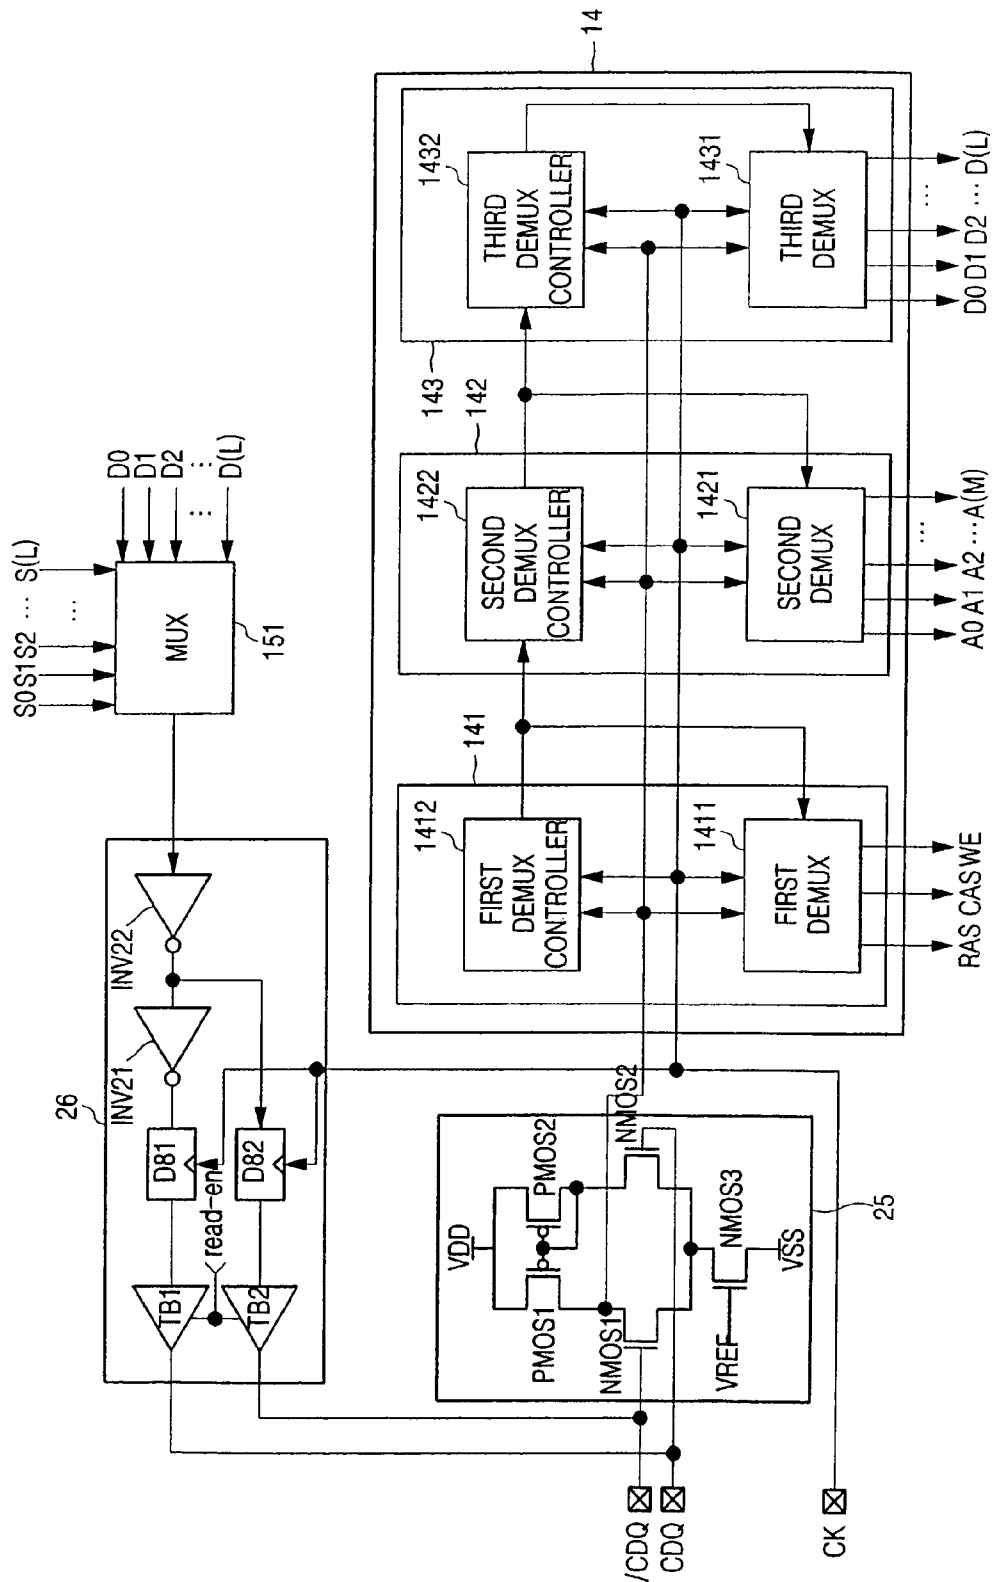 26
TB1
TB2
read-en
D81
D82
INV21
INV22
MUX
151
S0 S1 S2 ... S(L)
...
D0
D1
D2
...
...
D(L)
/CDQ
CDQ
CK
25
VDD
PMOS1
PMOS2
NMOS1
NMOS2
VREF
NMOS3
VSS
14
141
1412
FIRST
DEMUX
CONTROLLER
1411
FIRST
DEMUX
RAS CAS WE
142
1422
SECOND
DEMUX
CONTROLLER
1421
SECOND
DEMUX
...
A0 A1 A2 ... A(M)
143
1432
THIRD
DEMUX
CONTROLLER
1431
THIRD
DEMUX
...
D0 D1 D2 ... D(L)